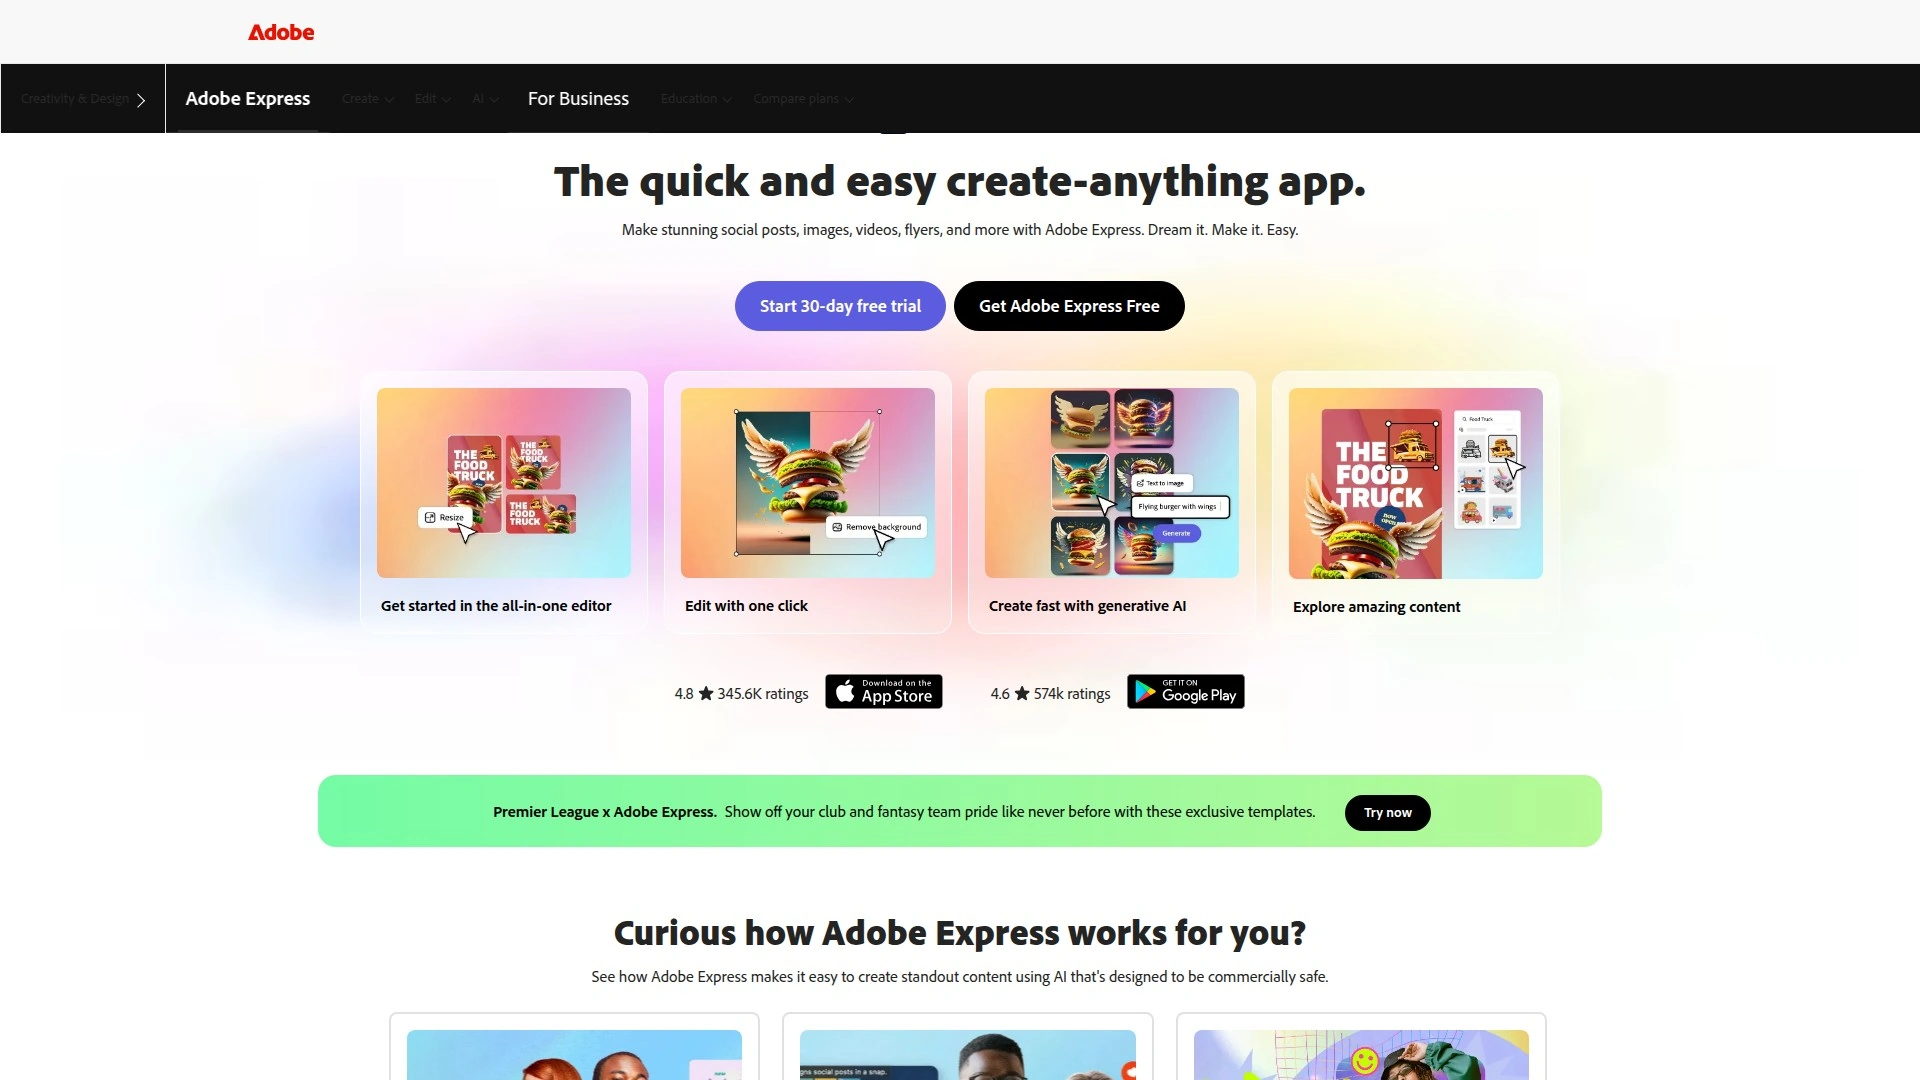 Adobe
Creativity & Design
Adobe Express
Create
Edit
AI
For Business
Education
Compare plans
The quick and easy create-anything app.
Make stunning social posts, images, videos, flyers, and more with Adobe Express. Dream it. Make it. Easy.
Start 30-day free trial
Get Adobe Express Free
THE
FOOD
TRUCK
THE
FOOD
TRUCK
THE
FOOD
TRUCK
Resize
Get started in the all-in-one editor
Remove background
Edit with one click
Text to image
Flying burger with wings
Generate
Create fast with generative AI
THE
FOOD
TRUCK
NOW
OPEN
Food Truck
Explore amazing content
4.8 ★ 345.6K ratings
Download on the
App Store
4.6 ★ 574k ratings
GET IT ON
Google Play
Premier League x Adobe Express. Show off your club and fantasy team pride like never before with these exclusive templates.
Try now
Curious how Adobe Express works for you?
See how Adobe Express makes it easy to create standout content using AI that's designed to be commercially safe.
social posts in a snap.